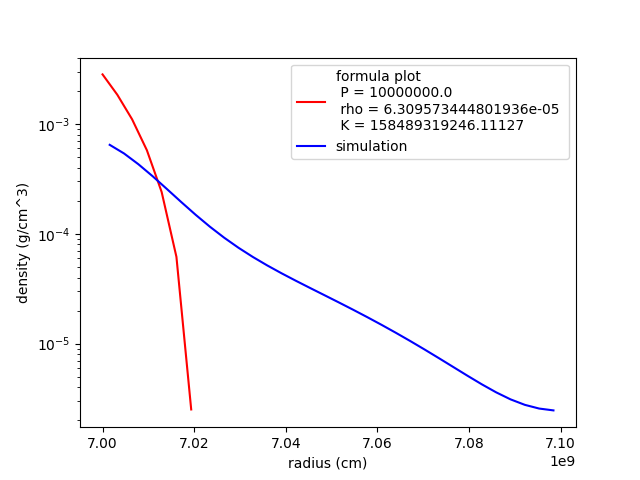 formula plot
P = 10000000.0
rho = 6.309573444801936e-05
K = 158489319246.11127
simulation
density (g/cm^3)
10⁻³
10⁻⁴
10⁻⁵
7.00 7.02 7.04 7.06 7.08 7.10
1e9
radius (cm)